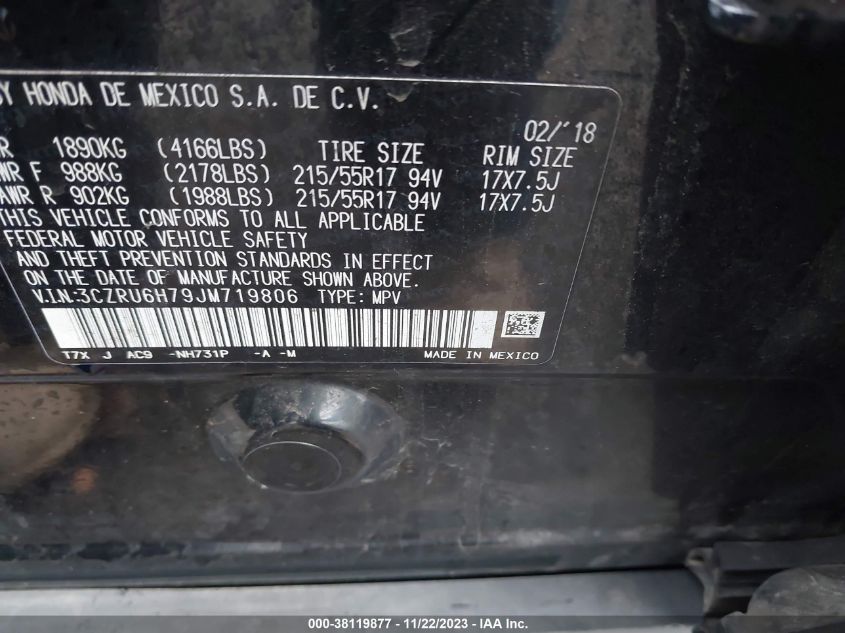 BY HONDA DE MEXICO S.A. DE C.V.
02/'18
R 1890KG (4166LBS) TIRE SIZE RIM SIZE
WR F 988KG (2178LBS) 215/55R17 94V 17X7.5J
AWR R 902KG (1988LBS) 215/55R17 94V 17X7.5J
THIS VEHICLE CONFORMS TO ALL APPLICABLE
FEDERAL MOTOR VEHICLE SAFETY
AND THEFT PREVENTION STANDARDS IN EFFECT
ON THE DATE OF MANUFACTURE SHOWN ABOVE.
V.I.N:3CZRU6H79JM719806 TYPE: MPV
T7X J AC9 -NH731P -A -M MADE IN MEXICO
000-38119877 - 11/22/2023 - IAA Inc.